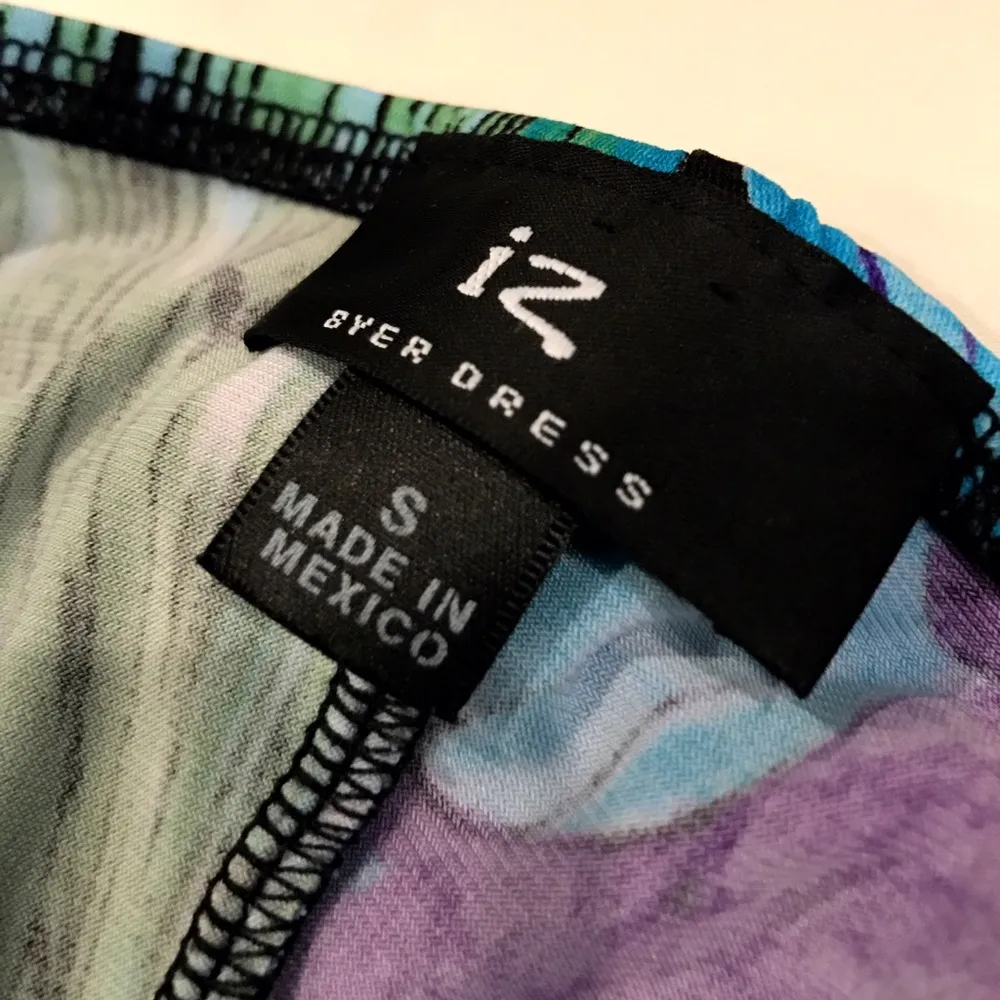 iz
BYER DRESS
S
MADE IN
MEXICO